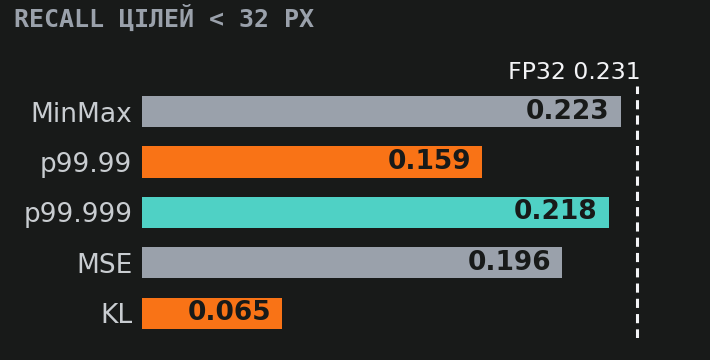 RECALL ЦІЛЕЙ < 32 PX
FP32 0.231
MinMax 0.223
p99.99 0.159
p99.999 0.218
MSE 0.196
KL 0.065